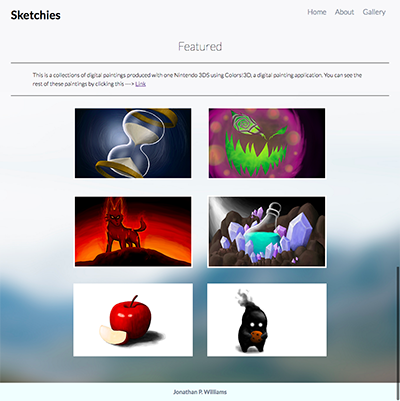 Sketchies
Home About Gallery
Featured
This is a collections of digital paintings produced with one Nintendo 3DS using Colors!3D, a digital painting application. You can see the
rest of these paintings by clicking this ---> Link
Jonathan P. Williams